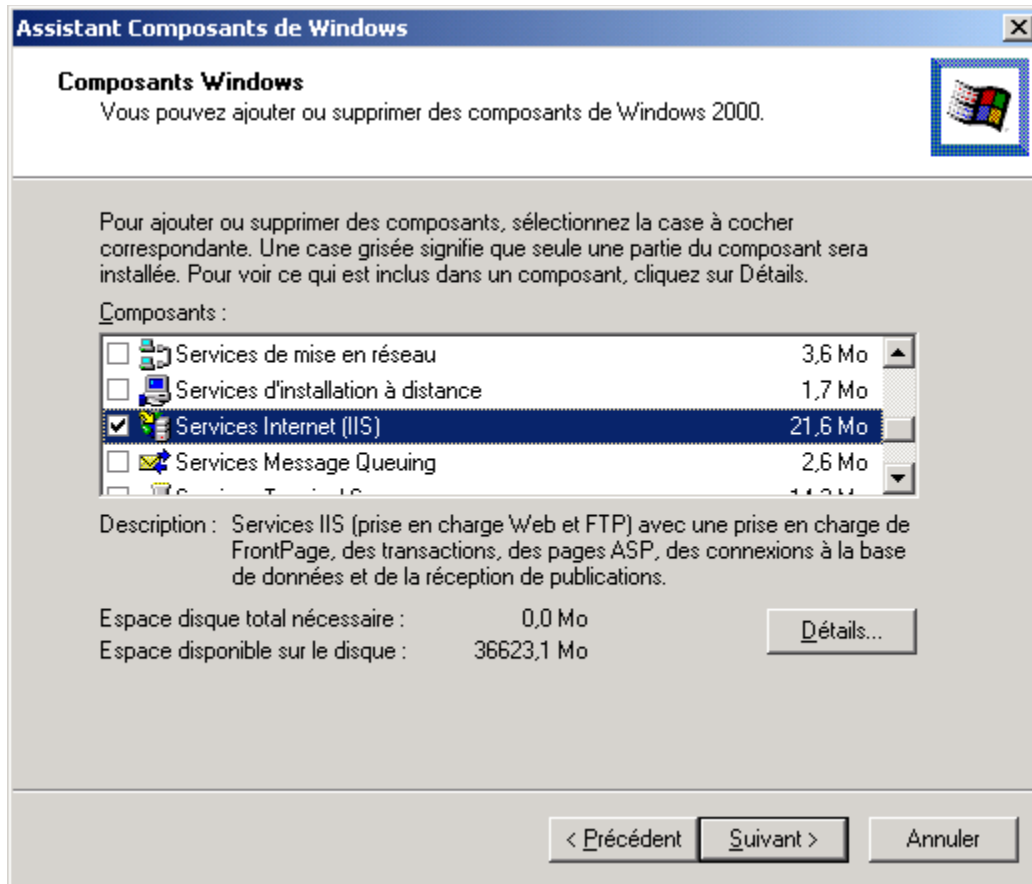 Assistant Composants de Windows
Composants Windows
Vous pouvez ajouter ou supprimer des composants de Windows 2000.
Pour ajouter ou supprimer des composants, sélectionnez la case à cocher
correspondante. Une case grisée signifie que seule une partie du composant sera
installée. Pour voir ce qui est inclus dans un composant, cliquez sur Détails.
Composants :
Services de mise en réseau 3,6 Mo
Services d'installation à distance 1,7 Mo
Services Internet (IIS) 21,6 Mo
Services Message Queuing 2,6 Mo
Description : Services IIS (prise en charge Web et FTP) avec une prise en charge de
FrontPage, des transactions, des pages ASP, des connexions à la base
de données et de la réception de publications.
Espace disque total nécessaire : 0,0 Mo
Détails...
Espace disponible sur le disque : 36623,1 Mo
< Précédent Suivant > Annuler